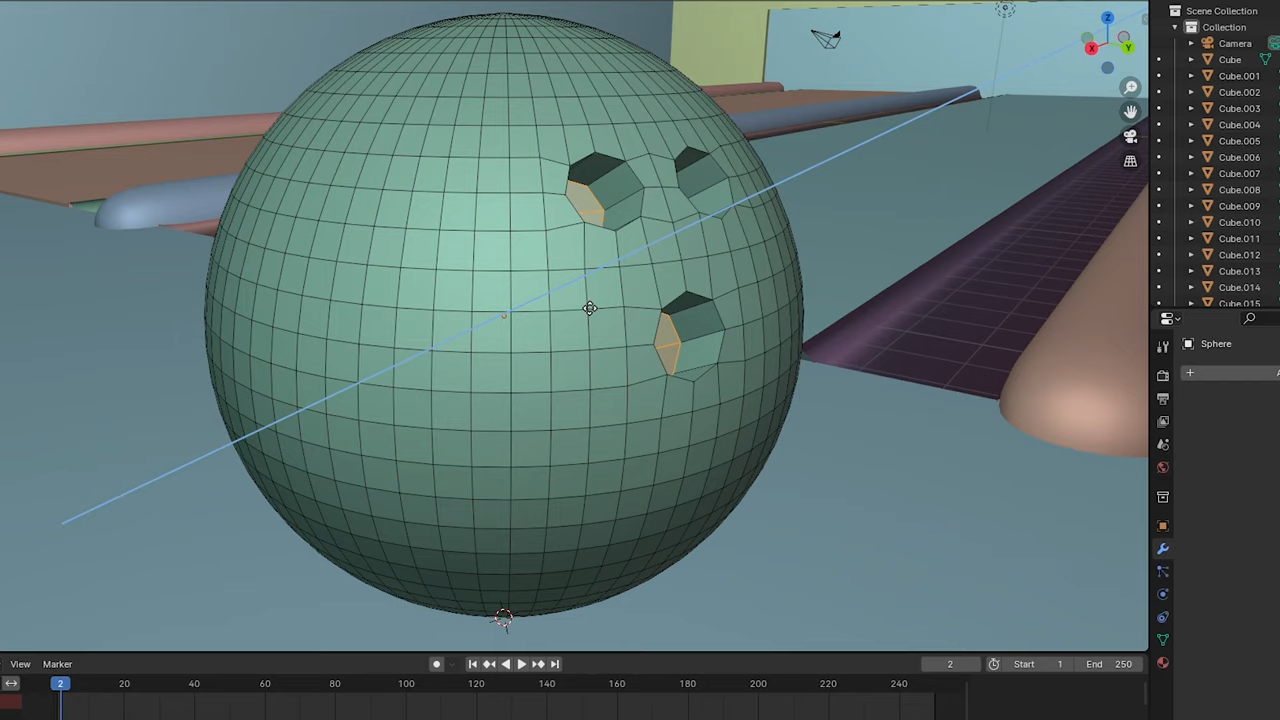 Scene Collection
Collection
Camera
Cube
Cube.001
Cube.002
Cube.003
Cube.004
Cube.005
Cube.006
Cube.007
Cube.008
Cube.009
Cube.010
Cube.011
Cube.012
Cube.013
Cube.014
Cube.015
Z
X
Y
Sphere
View Marker
2 Start 1 End 250
2 20 40 60 80 100 120 140 160 180 200 220 240